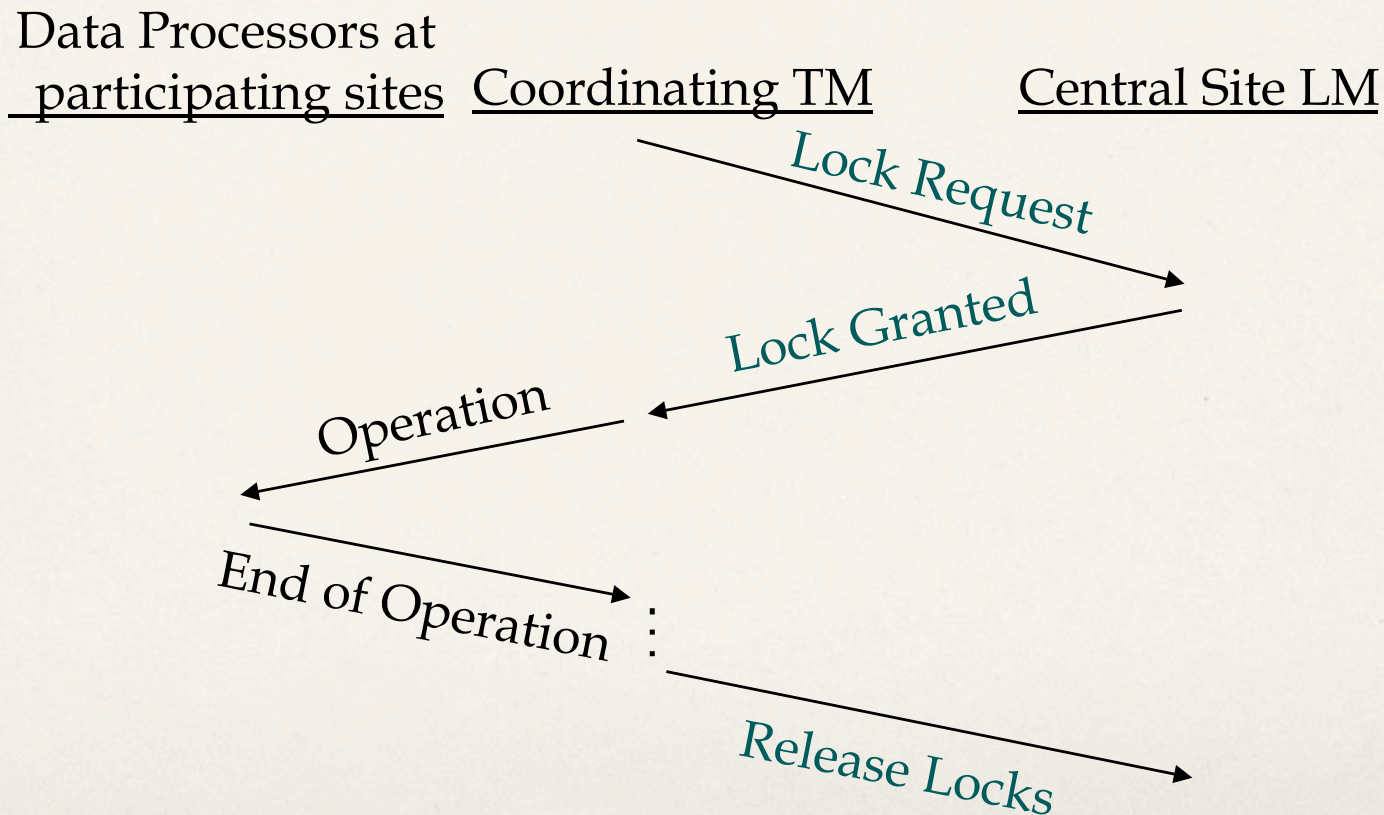 Data Processors at
participating sites
Coordinating TM
Central Site LM
Lock Request
Lock Granted
Operation
End of Operation
⋮
Release Locks